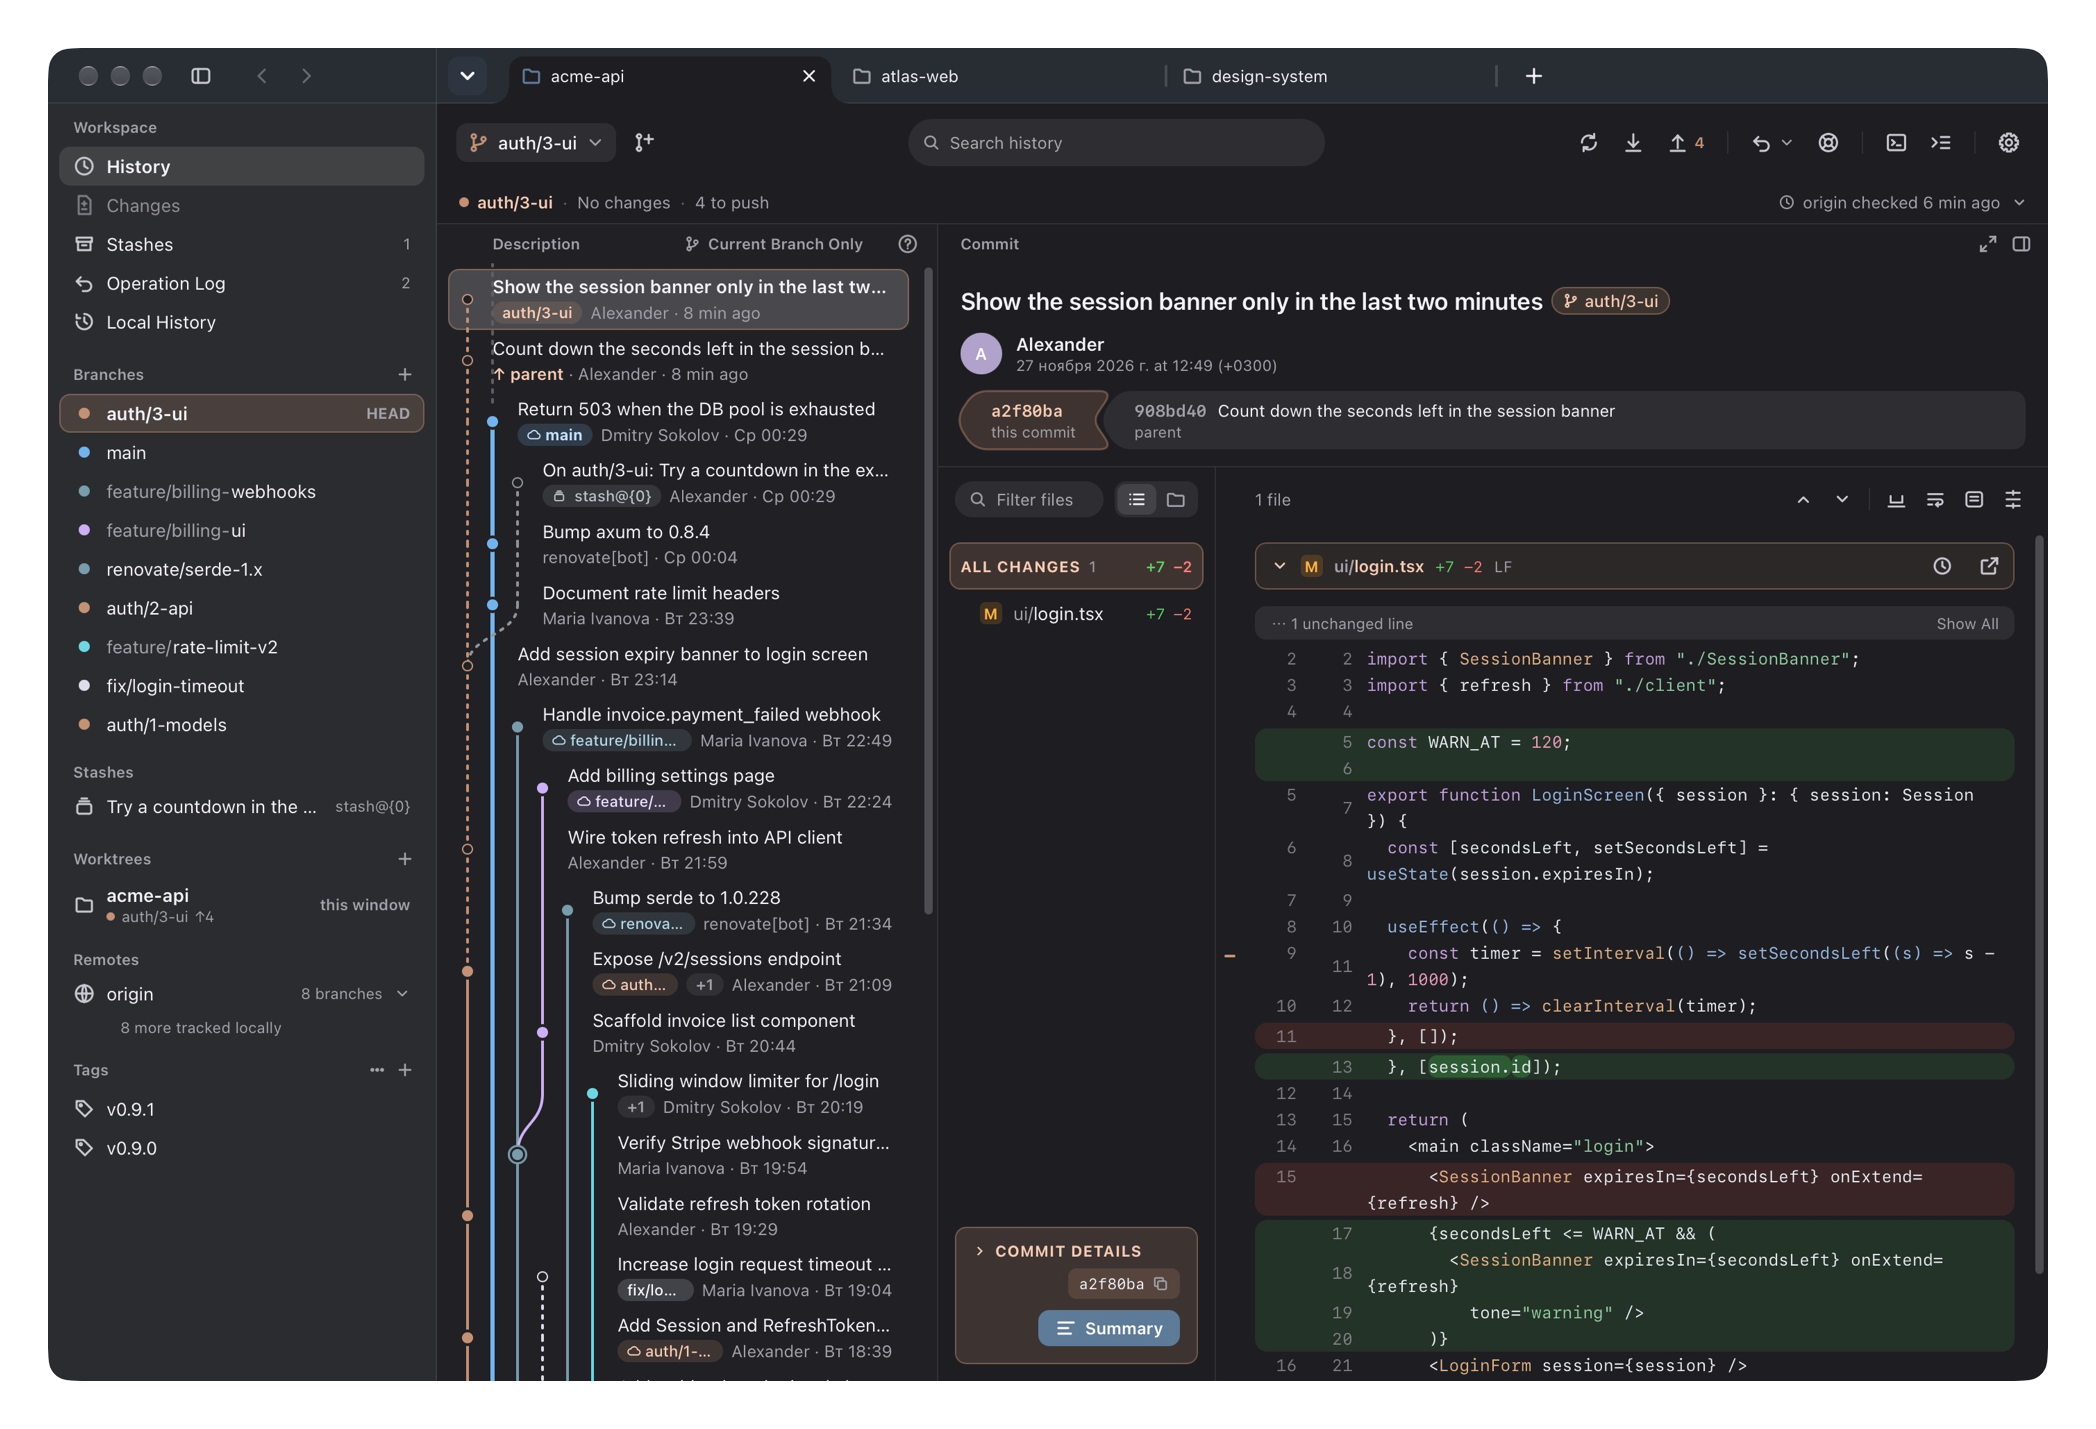 acme-api
atlas-web
design-system
Workspace
History
Changes
Stashes 1
Operation Log 2
Local History
Branches
auth/3-ui HEAD
main
feature/billing-webhooks
feature/billing-ui
renovate/serde-1.x
auth/2-api
feature/rate-limit-v2
fix/login-timeout
auth/1-models
Stashes
Try a countdown in the ... stash@{0}
Worktrees
acme-api
auth/3-ui ↑4
this window
Remotes
origin 8 branches
8 more tracked locally
Tags
v0.9.1
v0.9.0
auth/3-ui
Search history
4
auth/3-ui · No changes · 4 to push
origin checked 6 min ago
Description Current Branch Only
Show the session banner only in the last tw...
auth/3-ui Alexander · 8 min ago
Count down the seconds left in the session b...
↑ parent · Alexander · 8 min ago
Return 503 when the DB pool is exhausted
main Dmitry Sokolov · Ср 00:29
On auth/3-ui: Try a countdown in the ex...
stash@{0} Alexander · Ср 00:29
Bump axum to 0.8.4
renovate[bot] · Ср 00:04
Document rate limit headers
Maria Ivanova · Вт 23:39
Add session expiry banner to login screen
Alexander · Вт 23:14
Handle invoice.payment_failed webhook
feature/billin... Maria Ivanova · Вт 22:49
Add billing settings page
feature/... Dmitry Sokolov · Вт 22:24
Wire token refresh into API client
Alexander · Вт 21:59
Bump serde to 1.0.228
renova... renovate[bot] · Вт 21:34
Expose /v2/sessions endpoint
auth... +1 Alexander · Вт 21:09
Scaffold invoice list component
Dmitry Sokolov · Вт 20:44
Sliding window limiter for /login
+1 Dmitry Sokolov · Вт 20:19
Verify Stripe webhook signatur...
Maria Ivanova · Вт 19:54
Validate refresh token rotation
Alexander · Вт 19:29
Increase login request timeout ...
fix/lo... Maria Ivanova · Вт 19:04
Add Session and RefreshToken...
auth/1-... Alexander · Вт 18:39
Commit
Show the session banner only in the last two minutes auth/3-ui
A
Alexander
27 ноября 2026 г. at 12:49 (+0300)
a2f80ba
this commit
908bd40 Count down the seconds left in the session banner
parent
Filter files
ALL CHANGES 1 +7 −2
M ui/login.tsx +7 −2
COMMIT DETAILS
a2f80ba
Summary
1 file
M ui/login.tsx +7 −2 LF
··· 1 unchanged line Show All
2 2 import { SessionBanner } from "./SessionBanner";
3 3 import { refresh } from "./client";
4 4
5 const WARN_AT = 120;
6
5 7 export function LoginScreen({ session }: { session: Session
}) {
6 8 const [secondsLeft, setSecondsLeft] =
useState(session.expiresIn);
7 9
8 10 useEffect(() => {
9 11 const timer = setInterval(() => setSecondsLeft((s) => s −
1), 1000);
10 12 return () => clearInterval(timer);
11 }, []);
13 }, [session.id]);
12 14
13 15 return (
14 16 <main className="login">
15 <SessionBanner expiresIn={secondsLeft} onExtend=
{refresh} />
17 {secondsLeft <= WARN_AT && (
18 <SessionBanner expiresIn={secondsLeft} onExtend=
{refresh}
19 tone="warning" />
20 )}
16 21 <LoginForm session={session} />